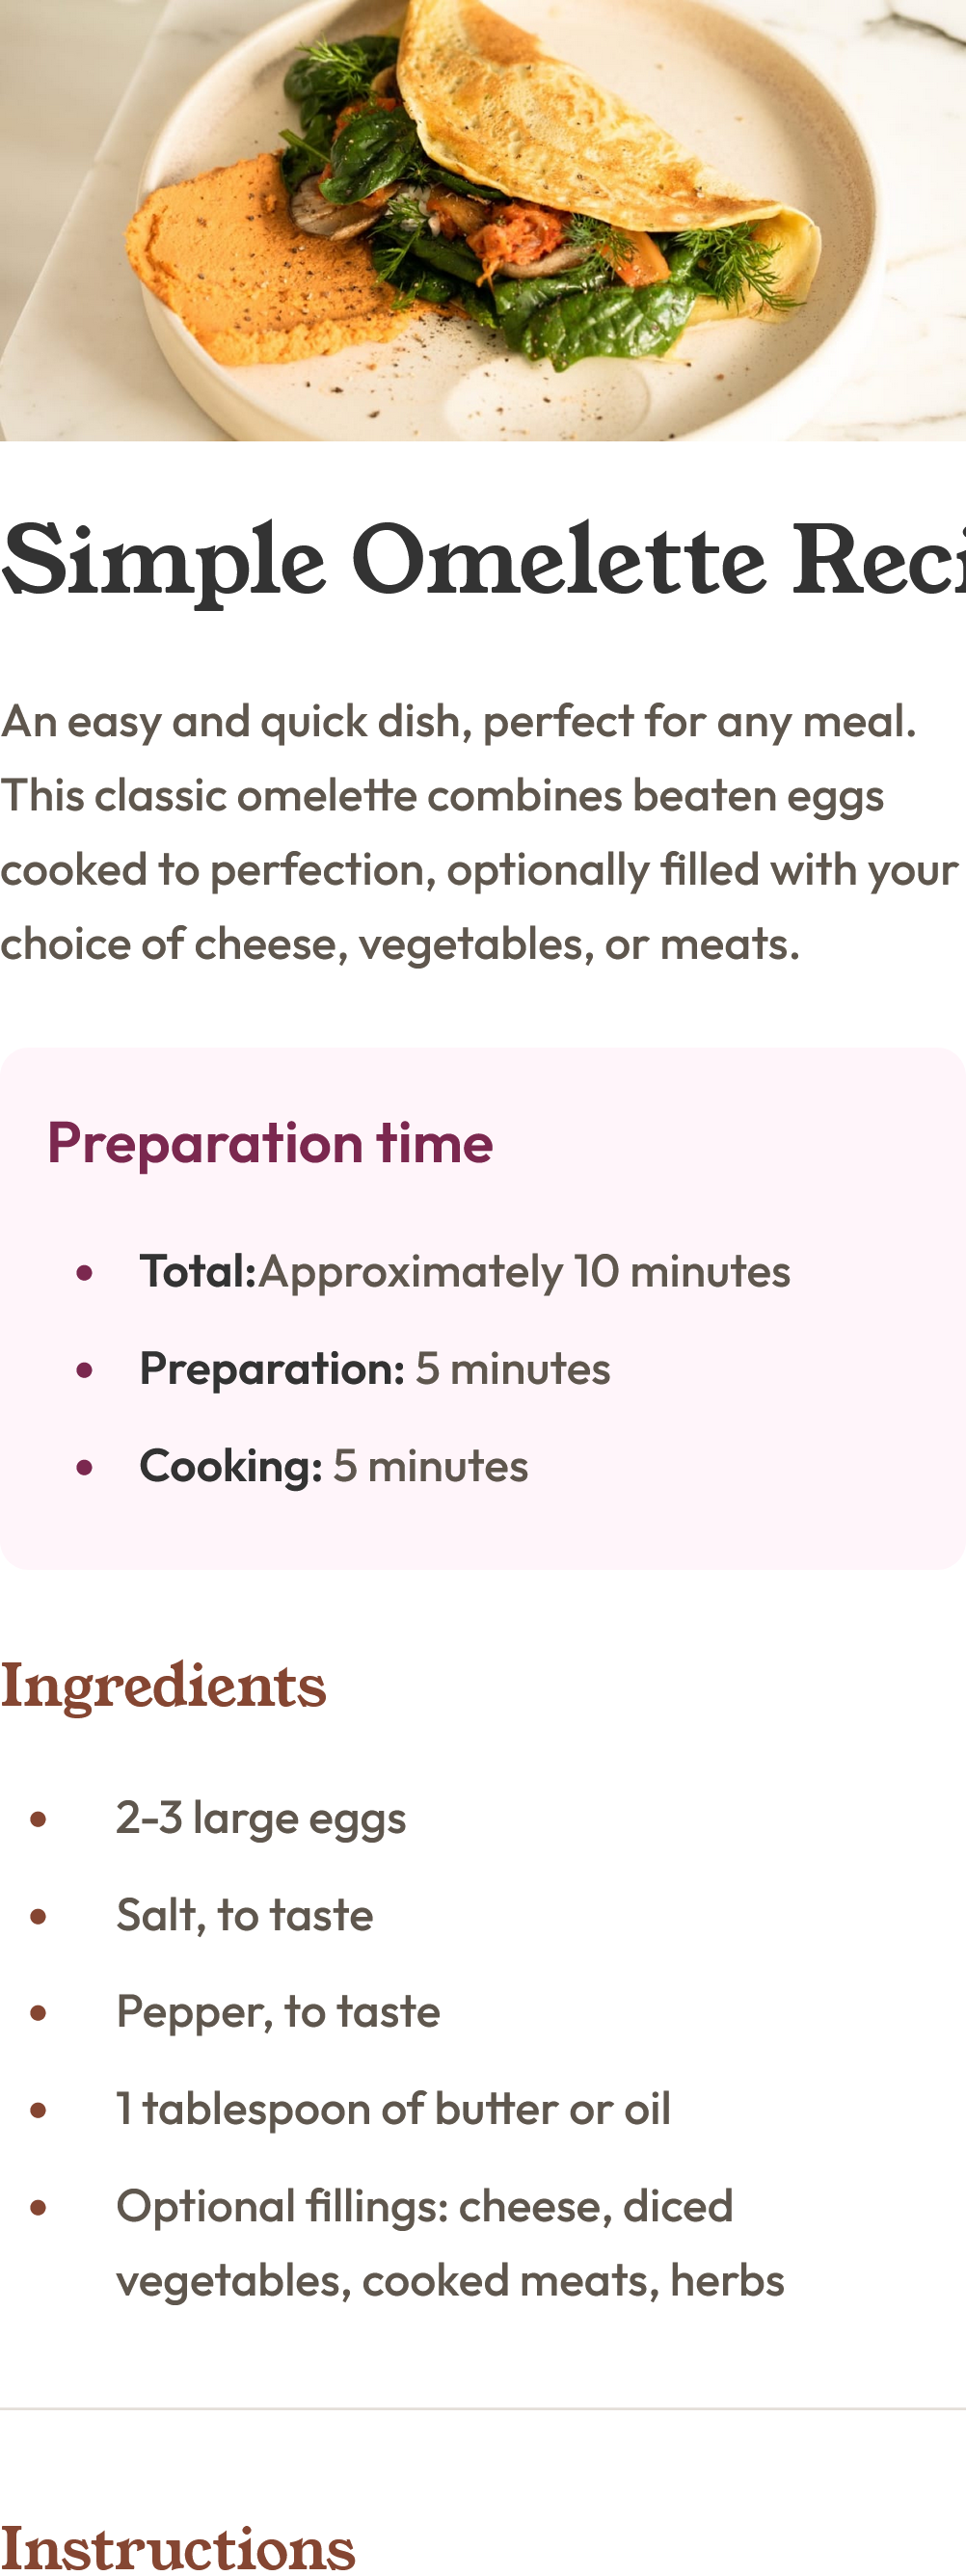 Simple Omelette Reci
An easy and quick dish, perfect for any meal.
This classic omelette combines beaten eggs
cooked to perfection, optionally filled with your
choice of cheese, vegetables, or meats.
Preparation time
• Total:Approximately 10 minutes
• Preparation: 5 minutes
• Cooking: 5 minutes
Ingredients
• 2-3 large eggs
• Salt, to taste
• Pepper, to taste
• 1 tablespoon of butter or oil
• Optional fillings: cheese, diced
vegetables, cooked meats, herbs
Instructions